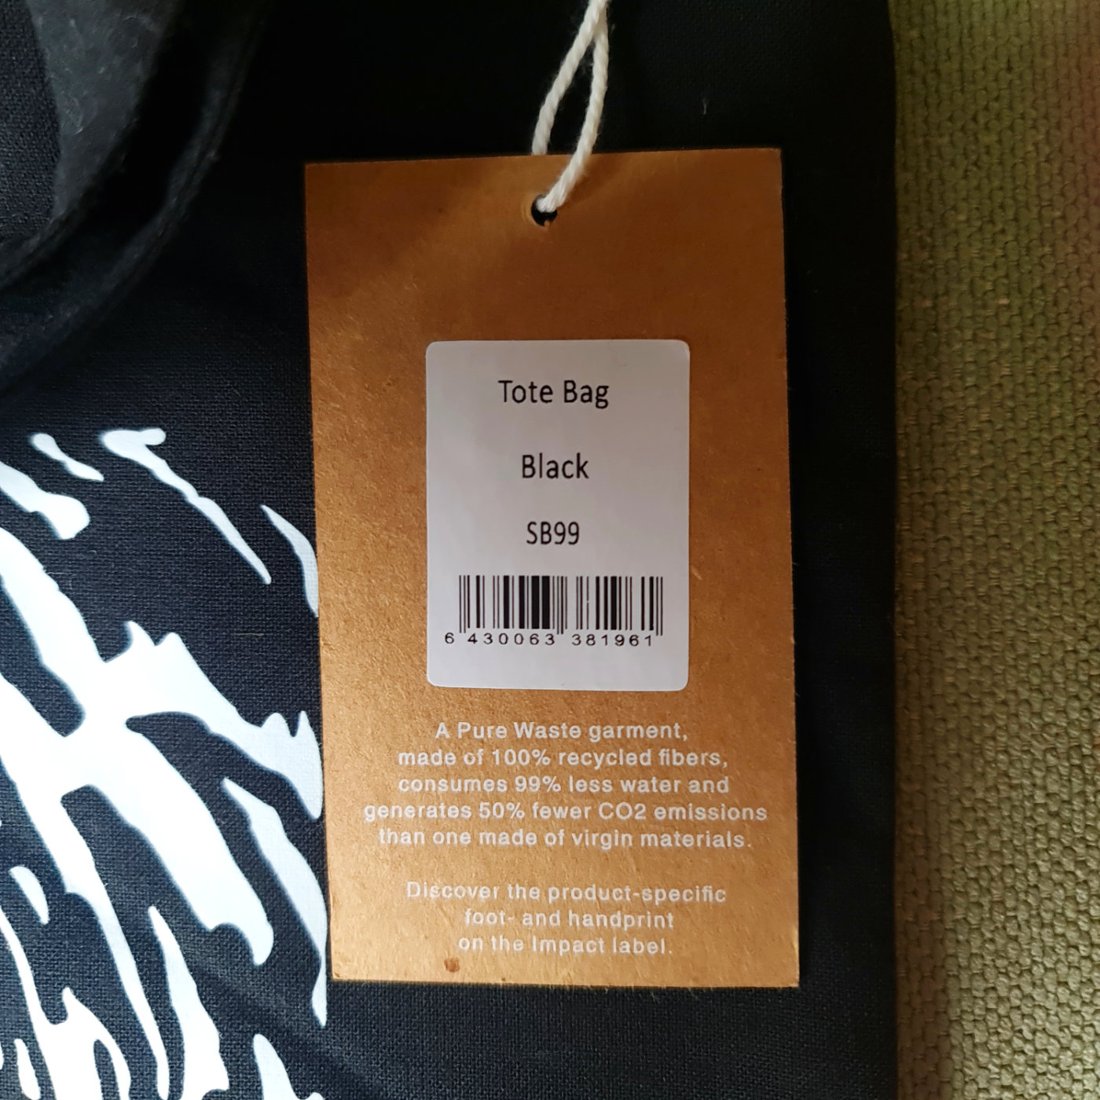 Tote Bag
Black
SB99
6 430063 381961
A Pure Waste garment,
made of 100% recycled fibers,
consumes 99% less water and
generates 50% fewer CO2 emissions
than one made of virgin materials.
Discover the product-specific
foot- and handprint
on the Impact label.